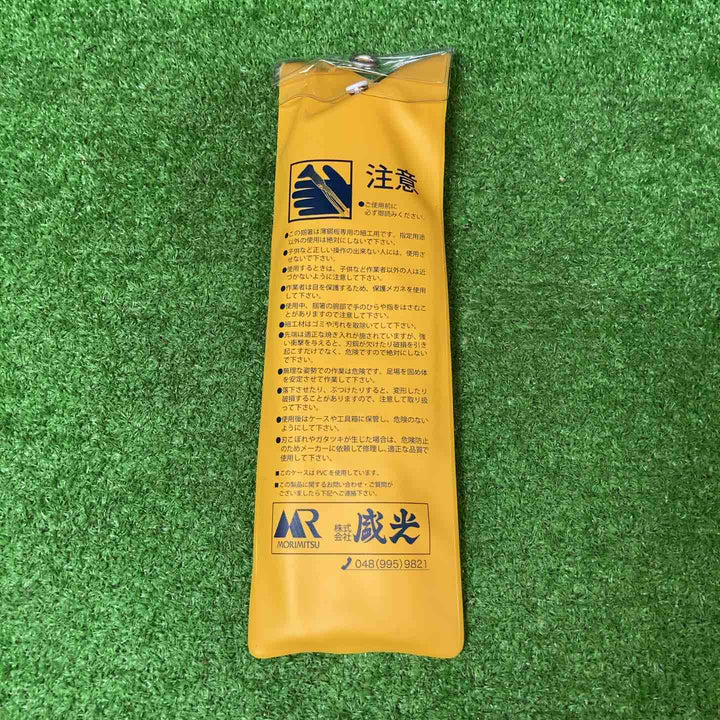 注意
●ご使用前に
必ず御読みください。
●この掴箸は薄鋼板専用の細工用です。指定用途
以外の使用は絶対にしないで下さい。
●子供など正しい操作の出来ない人には、使用さ
せないで下さい。
●使用するときは、子供など作業者以外の人は近
づかないように注意して下さい。
●作業者は目を保護するため、保護メガネを使用
して下さい。
●使用中、掴箸の胴部で手のひらや指をはさむこ
とがありますので注意して下さい。
●細工材はゴミや汚れを取除いてして下さい。
●先端は適正な焼き入れが施されていますが、強
い衝撃を与えると、刃餌が欠けたり破損を引き
起こすだけでなく、危険ですので絶対にしない
で下さい。
●無理な姿勢での作業は危険です。足場を固め体
を安定させて作業して下さい。
●落下させたり、ぶつけたりすると、変形したり
破損することがありますので、注意して取り扱
って下さい。
●使用後はケースや工具箱に保管し、危険のない
ようにして下さい。
●刃こぼれやガタツキが生じた場合は、危険防止
のためメーカーに依頼して修理し、適正な品質で
使用して下さい。
■このケースは PVC を使用しています。
■この製品に関するお問い合わせ・ご質問が
ございましたら下記へご連絡下さい。
MR
MORIMITSU
株式会社 盛光
048(995)9821